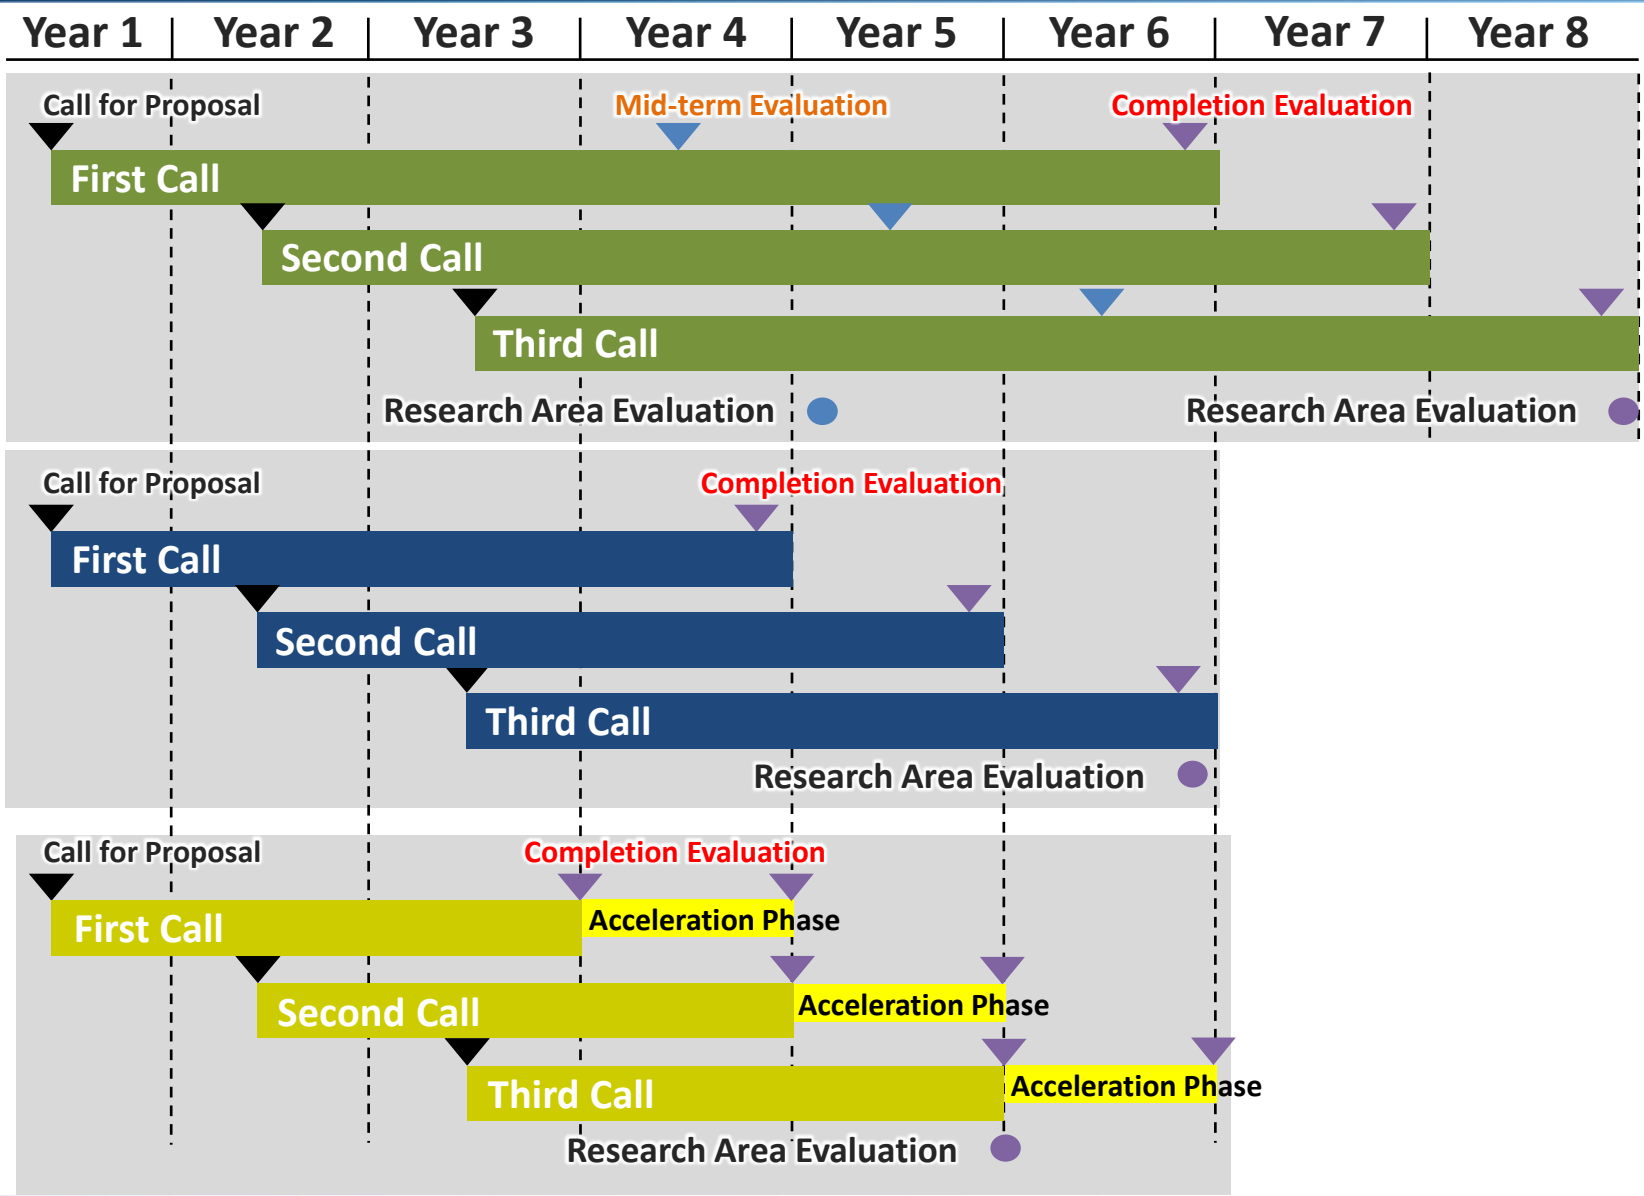 Year 1 Year 2 Year 3 Year 4 Year 5 Year 6 Year 7 Year 8
Call for Proposal Mid-term Evaluation Completion Evaluation
First Call
Second Call
Third Call
Research Area Evaluation Research Area Evaluation
Call for Proposal Completion Evaluation
First Call
Second Call
Third Call
Research Area Evaluation
Call for Proposal Completion Evaluation
First Call Acceleration Phase
Second Call Acceleration Phase
Third Call Acceleration Phase
Research Area Evaluation